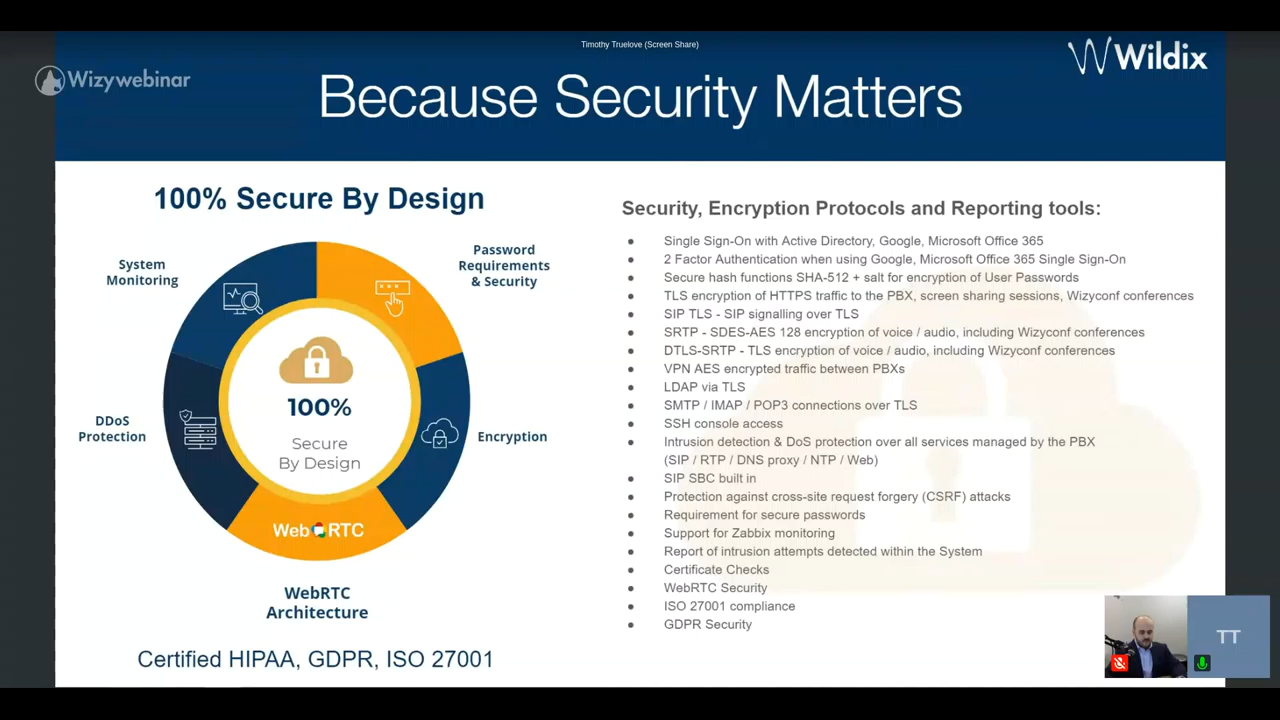 Timothy Truelove (Screen Share)
Wizywebinar
Wildix
Because Security Matters
100% Secure By Design
System
Monitoring
Password
Requirements
& Security
DDoS
Protection
Encryption
100%
Secure
By Design
WebRTC
WebRTC
Architecture
Certified HIPAA, GDPR, ISO 27001
Security, Encryption Protocols and Reporting tools:
• Single Sign-On with Active Directory, Google, Microsoft Office 365
• 2 Factor Authentication when using Google, Microsoft Office 365 Single Sign-On
• Secure hash functions SHA-512 + salt for encryption of User Passwords
• TLS encryption of HTTPS traffic to the PBX, screen sharing sessions, Wizyconf conferences
• SIP TLS - SIP signalling over TLS
• SRTP - SDES-AES 128 encryption of voice / audio, including Wizyconf conferences
• DTLS-SRTP - TLS encryption of voice / audio, including Wizyconf conferences
• VPN AES encrypted traffic between PBXs
• LDAP via TLS
• SMTP / IMAP / POP3 connections over TLS
• SSH console access
• Intrusion detection & DoS protection over all services managed by the PBX
(SIP / RTP / DNS proxy / NTP / Web)
• SIP SBC built in
• Protection against cross-site request forgery (CSRF) attacks
• Requirement for secure passwords
• Support for Zabbix monitoring
• Report of intrusion attempts detected within the System
• Certificate Checks
• WebRTC Security
• ISO 27001 compliance
• GDPR Security
TT